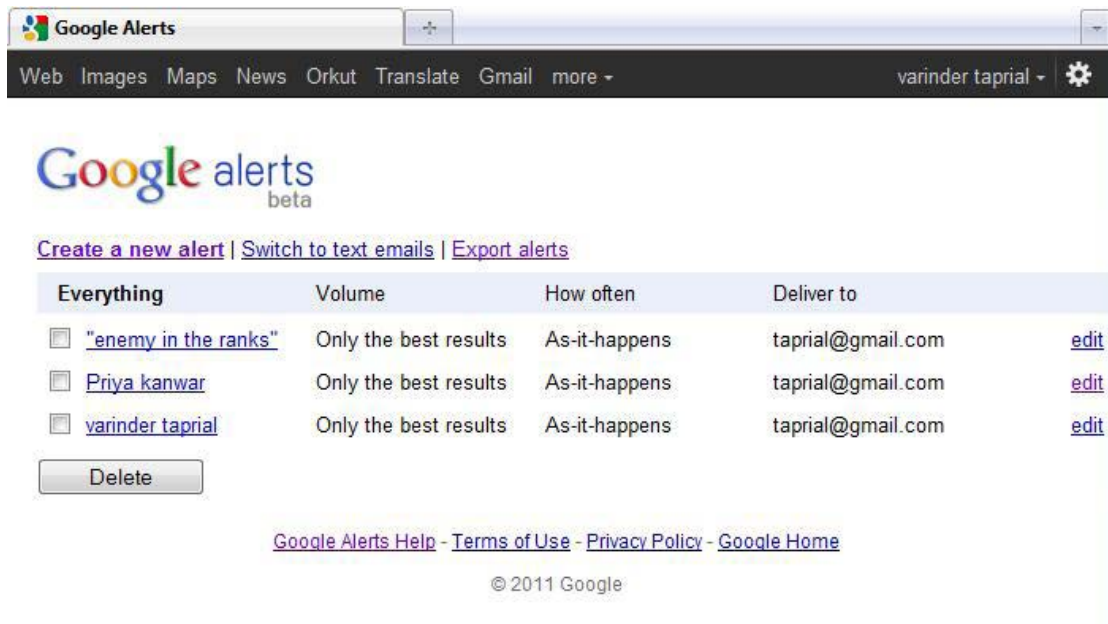 Google Alerts
Web Images Maps News Orkut Translate Gmail more varinder taprial
Google alerts
beta
Create a new alert | Switch to text emails | Export alerts
Everything Volume How often Deliver to
"enemy in the ranks" Only the best results As-it-happens taprial@gmail.com edit
Priya kanwar Only the best results As-it-happens taprial@gmail.com edit
varinder taprial Only the best results As-it-happens taprial@gmail.com edit
Delete
Google Alerts Help - Terms of Use - Privacy Policy - Google Home
© 2011 Google